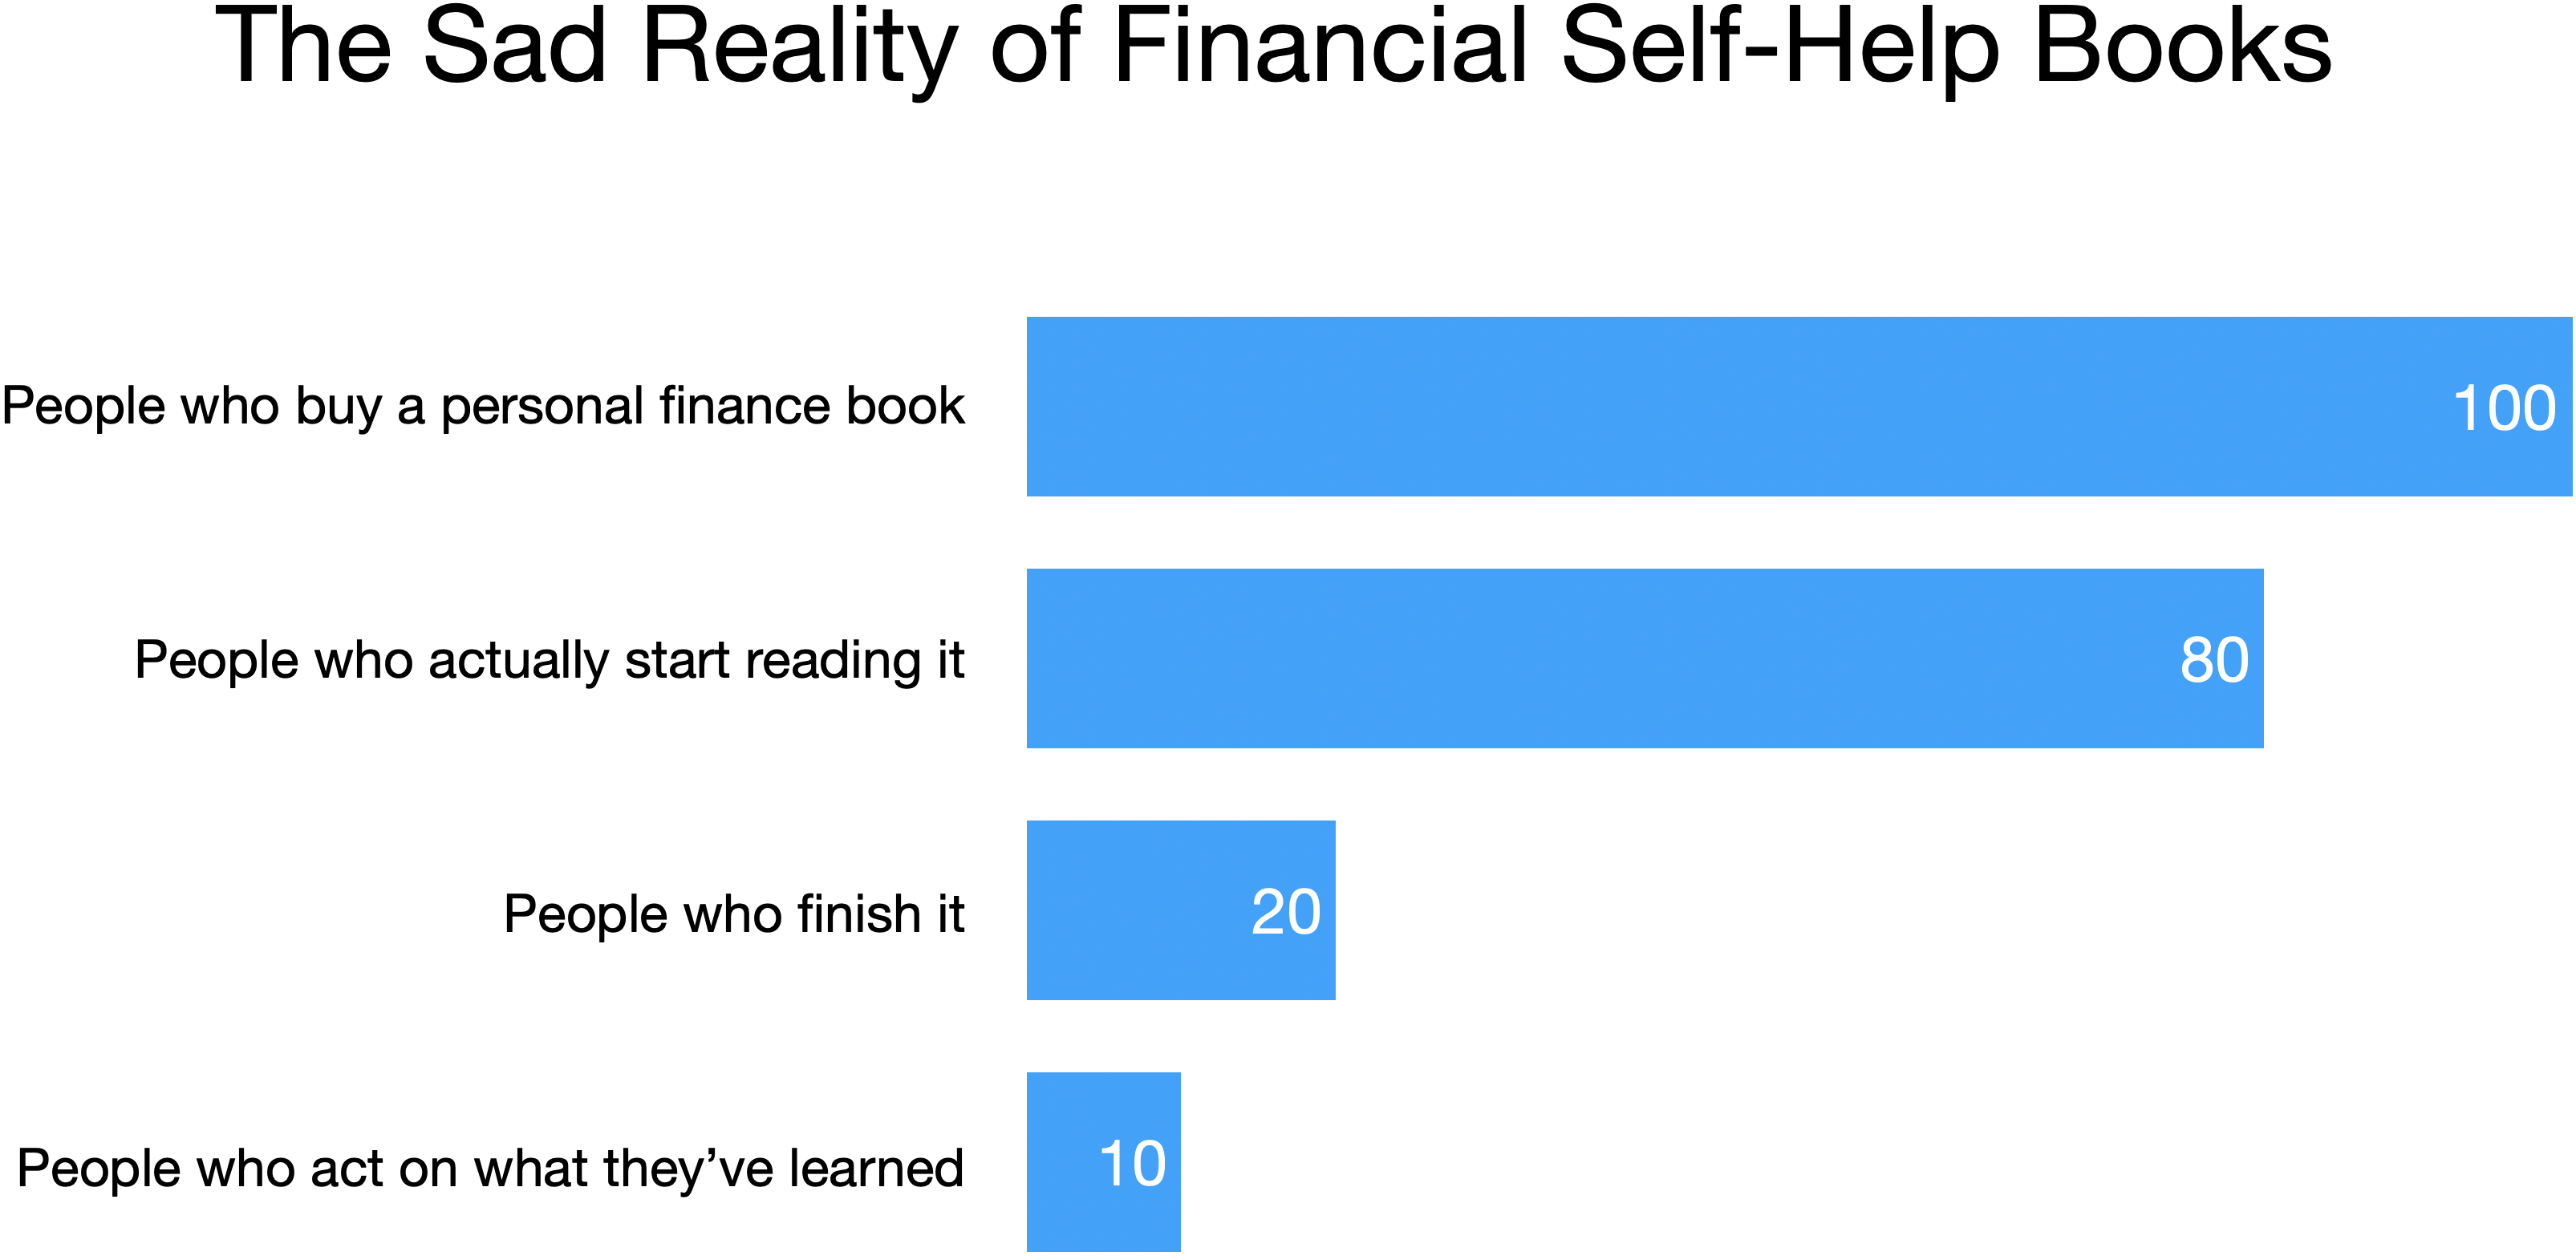 The Sad Reality of Financial Self-Help Books
People who buy a personal finance book 100
People who actually start reading it 80
People who finish it 20
People who act on what they’ve learned 10